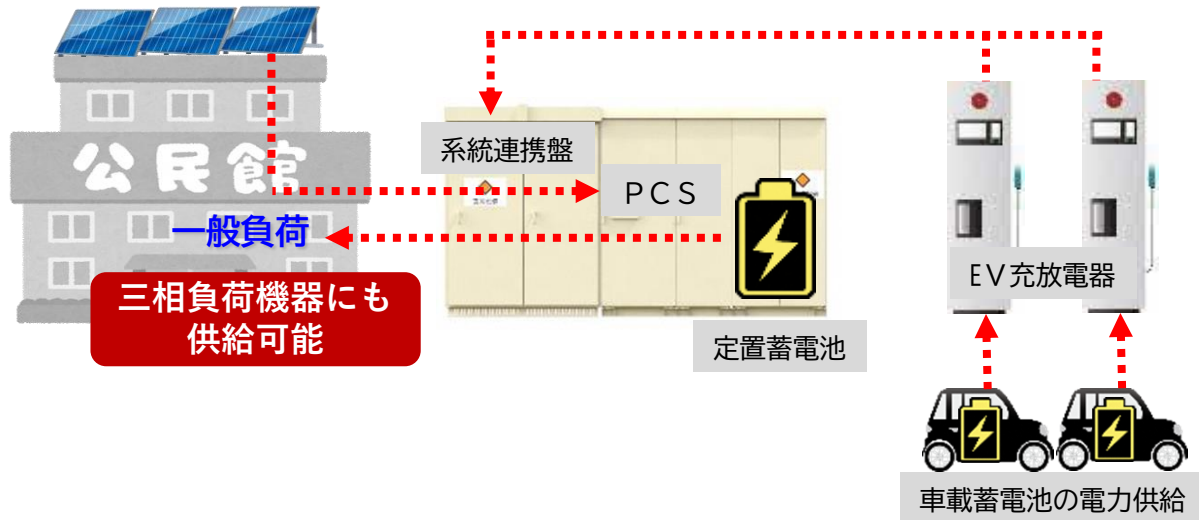 系統連携盤
公民館
PCS
一般負荷
EV充放電器
三相負荷機器にも
供給可能
定置蓄電池
車載蓄電池の電力供給